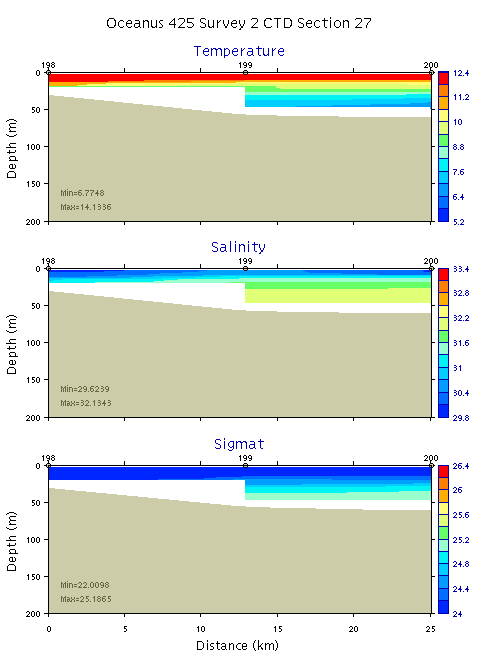 Oceanus 425 Survey 2 CTD Section 27
Temperature
198 199 200
0
50
100
150
200
Depth (m)
Min=6.7748
Max=14.1336
12.4
11.2
10
8.8
7.6
6.4
5.2
Salinity
198 199 200
0
50
100
150
200
Depth (m)
Min=29.6239
Max=32.1343
33.4
32.8
32.2
31.6
31
30.4
29.8
Sigmat
198 199 200
0
50
100
150
200
Depth (m)
Min=22.0098
Max=25.1865
26.4
26
25.6
25.2
24.8
24.4
24
0 5 10 15 20 25
Distance (km)